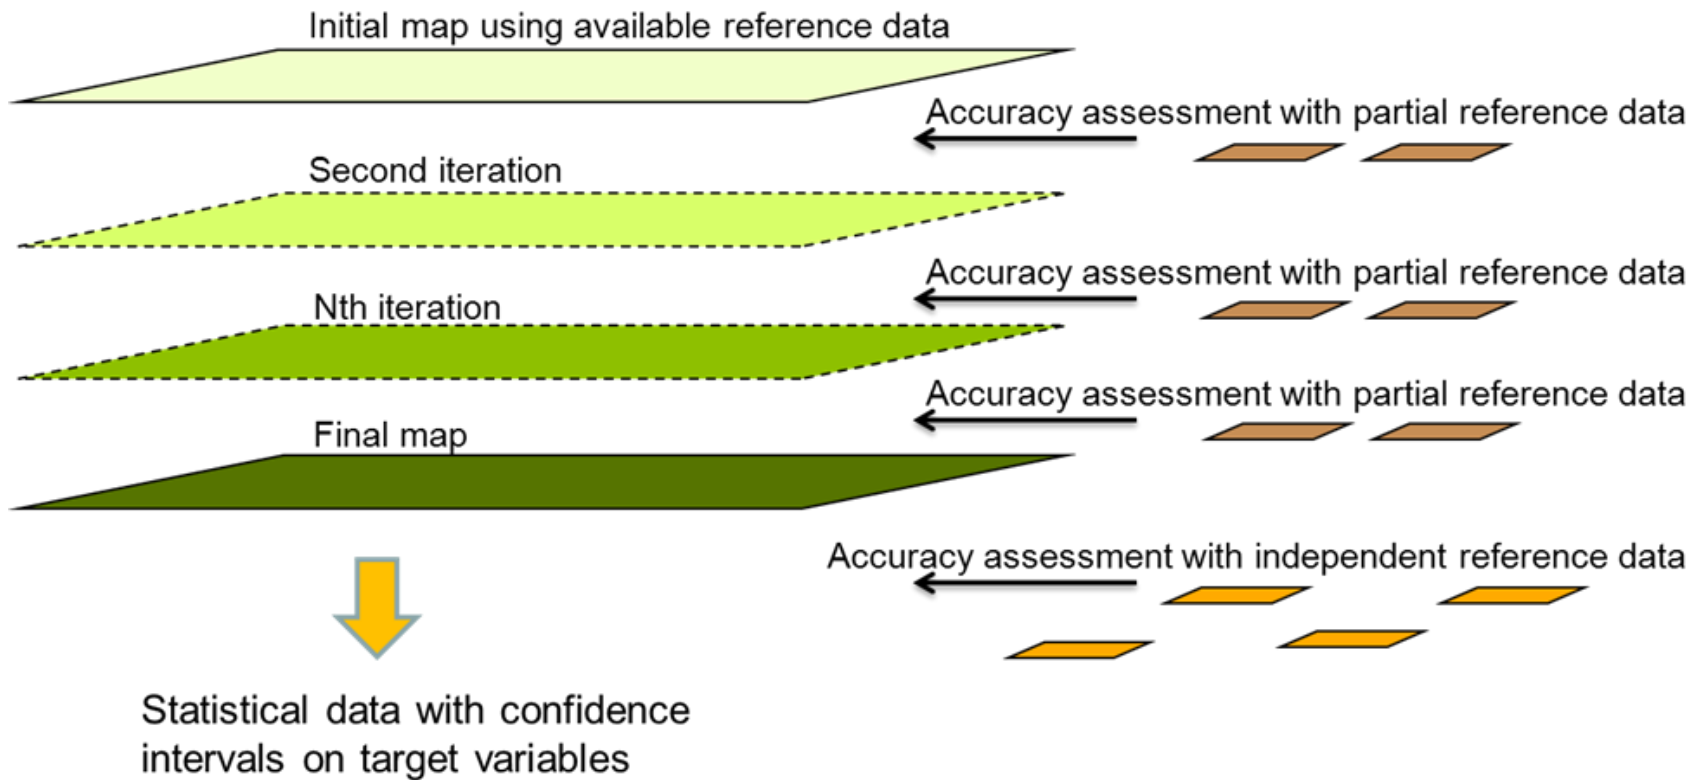 Initial map using available reference data
Accuracy assessment with partial reference data
Second iteration
Accuracy assessment with partial reference data
Nth iteration
Accuracy assessment with partial reference data
Final map
Accuracy assessment with independent reference data
Statistical data with confidence
intervals on target variables